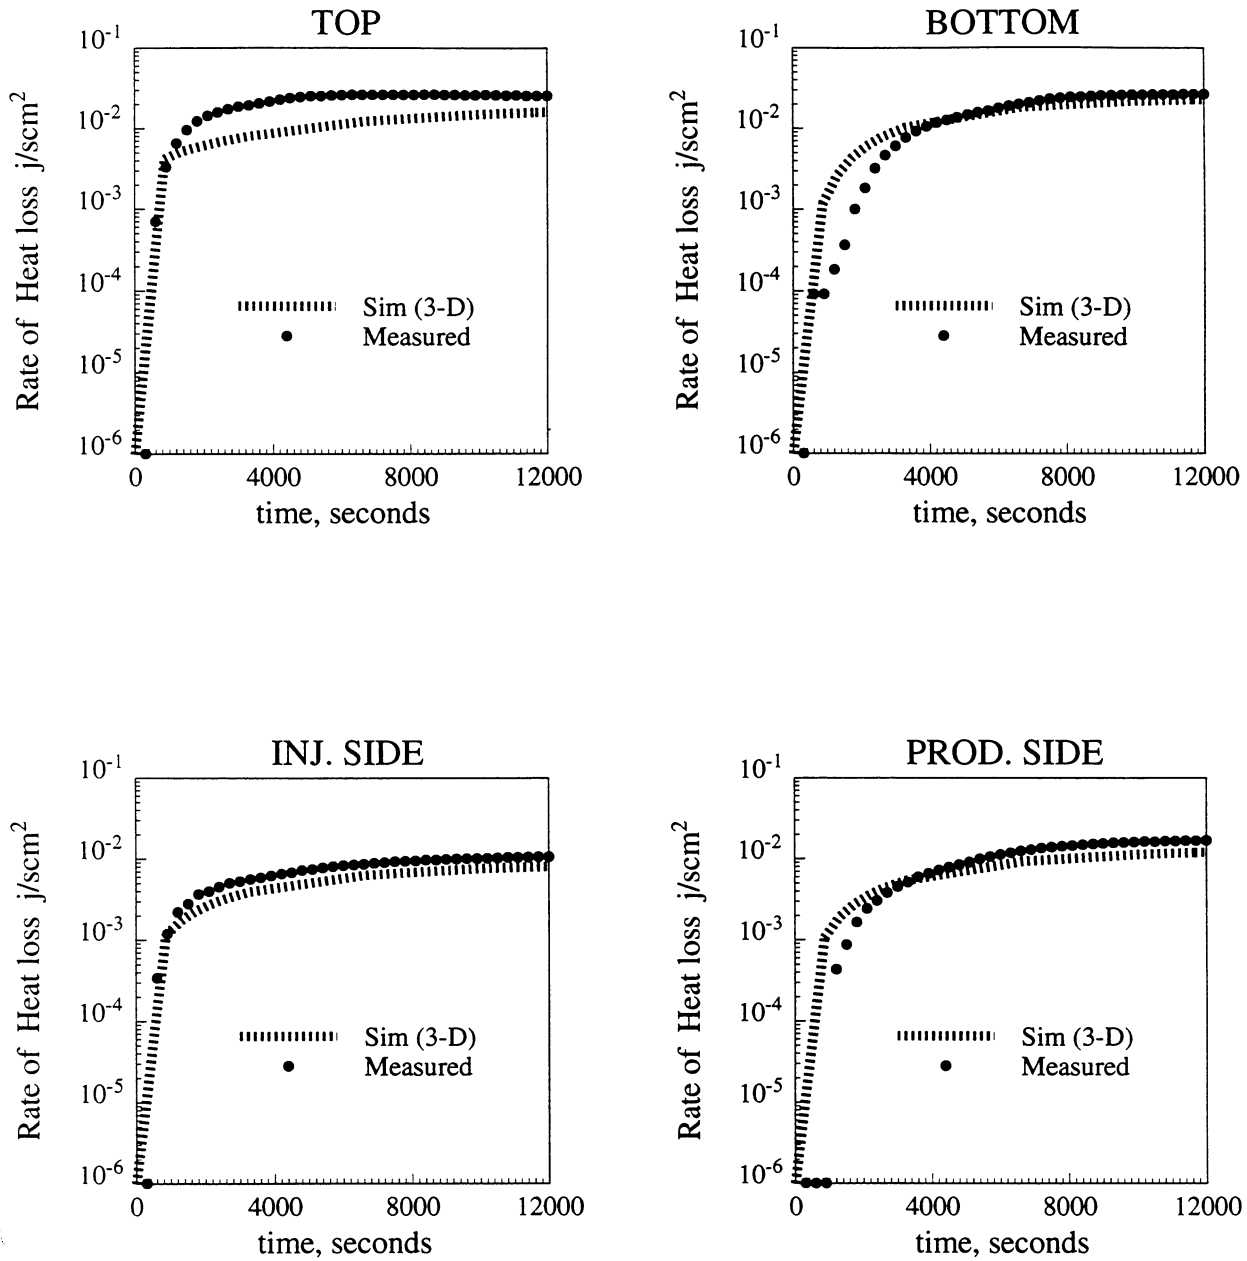 TOP
10-1
10-2
10-3
10-4
10-5
10-6
Rate of Heat loss j/scm2
Sim (3-D)
Measured
0 4000 8000 12000
time, seconds
BOTTOM
10-1
10-2
10-3
10-4
10-5
10-6
Rate of Heat loss j/scm2
Sim (3-D)
Measured
0 4000 8000 12000
time, seconds
INJ. SIDE
10-1
10-2
10-3
10-4
10-5
10-6
Rate of Heat loss j/scm2
Sim (3-D)
Measured
0 4000 8000 12000
time, seconds
PROD. SIDE
10-1
10-2
10-3
10-4
10-5
10-6
Rate of Heat loss j/scm2
Sim (3-D)
Measured
0 4000 8000 12000
time, seconds